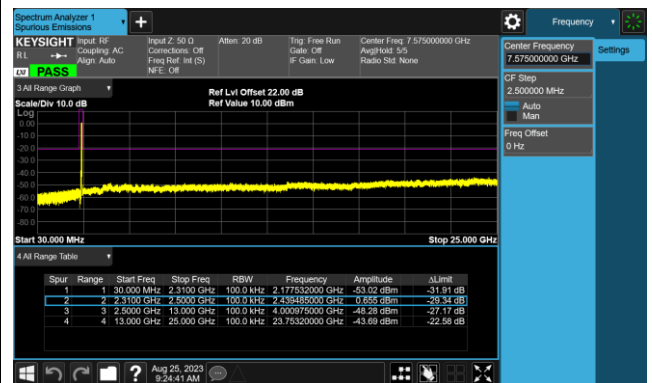 Spectrum Analyzer 1
Spurious Emissions
Frequency
KEYSIGHT
RL
LXI
PASS
Input: RF
Coupling: AC
Align: Auto
Input Z: 50 Ω
Corrections: Off
Freq Ref: Int (S)
NFE: Off
Atten: 20 dB
Trig: Free Run
Gate: Off
IF Gain: Low
Center Freq: 7.575000000 GHz
Avg|Hold: 5/5
Radio Std: None
Center Frequency
7.575000000 GHz
Settings
CF Step
2.500000 MHz
Auto
Man
Freq Offset
0 Hz
3 All Range Graph
Scale/Div 10.0 dB
Ref Lvl Offset 22.00 dB
Ref Value 10.00 dBm
Log
0.00
-10.0
-20.0
-30.0
-40.0
-50.0
-60.0
-70.0
-80.0
Start 30.000 MHz
Stop 25.000 GHz
4 All Range Table
Spur Range Start Freq Stop Freq RBW Frequency Amplitude ΔLimit
1 1 30.000 MHz 2.3100 GHz 100.0 kHz 2.177532000 GHz -53.02 dBm -31.91 dB
2 2 2.3100 GHz 2.5000 GHz 100.0 kHz 2.439485000 GHz 0.655 dBm -29.34 dB
3 3 2.5000 GHz 13.000 GHz 100.0 kHz 4.000975000 GHz -48.28 dBm -27.17 dB
4 4 13.000 GHz 25.000 GHz 100.0 kHz 23.75320000 GHz -43.69 dBm -22.58 dB
?
Aug 25, 2023
9:24:41 AM